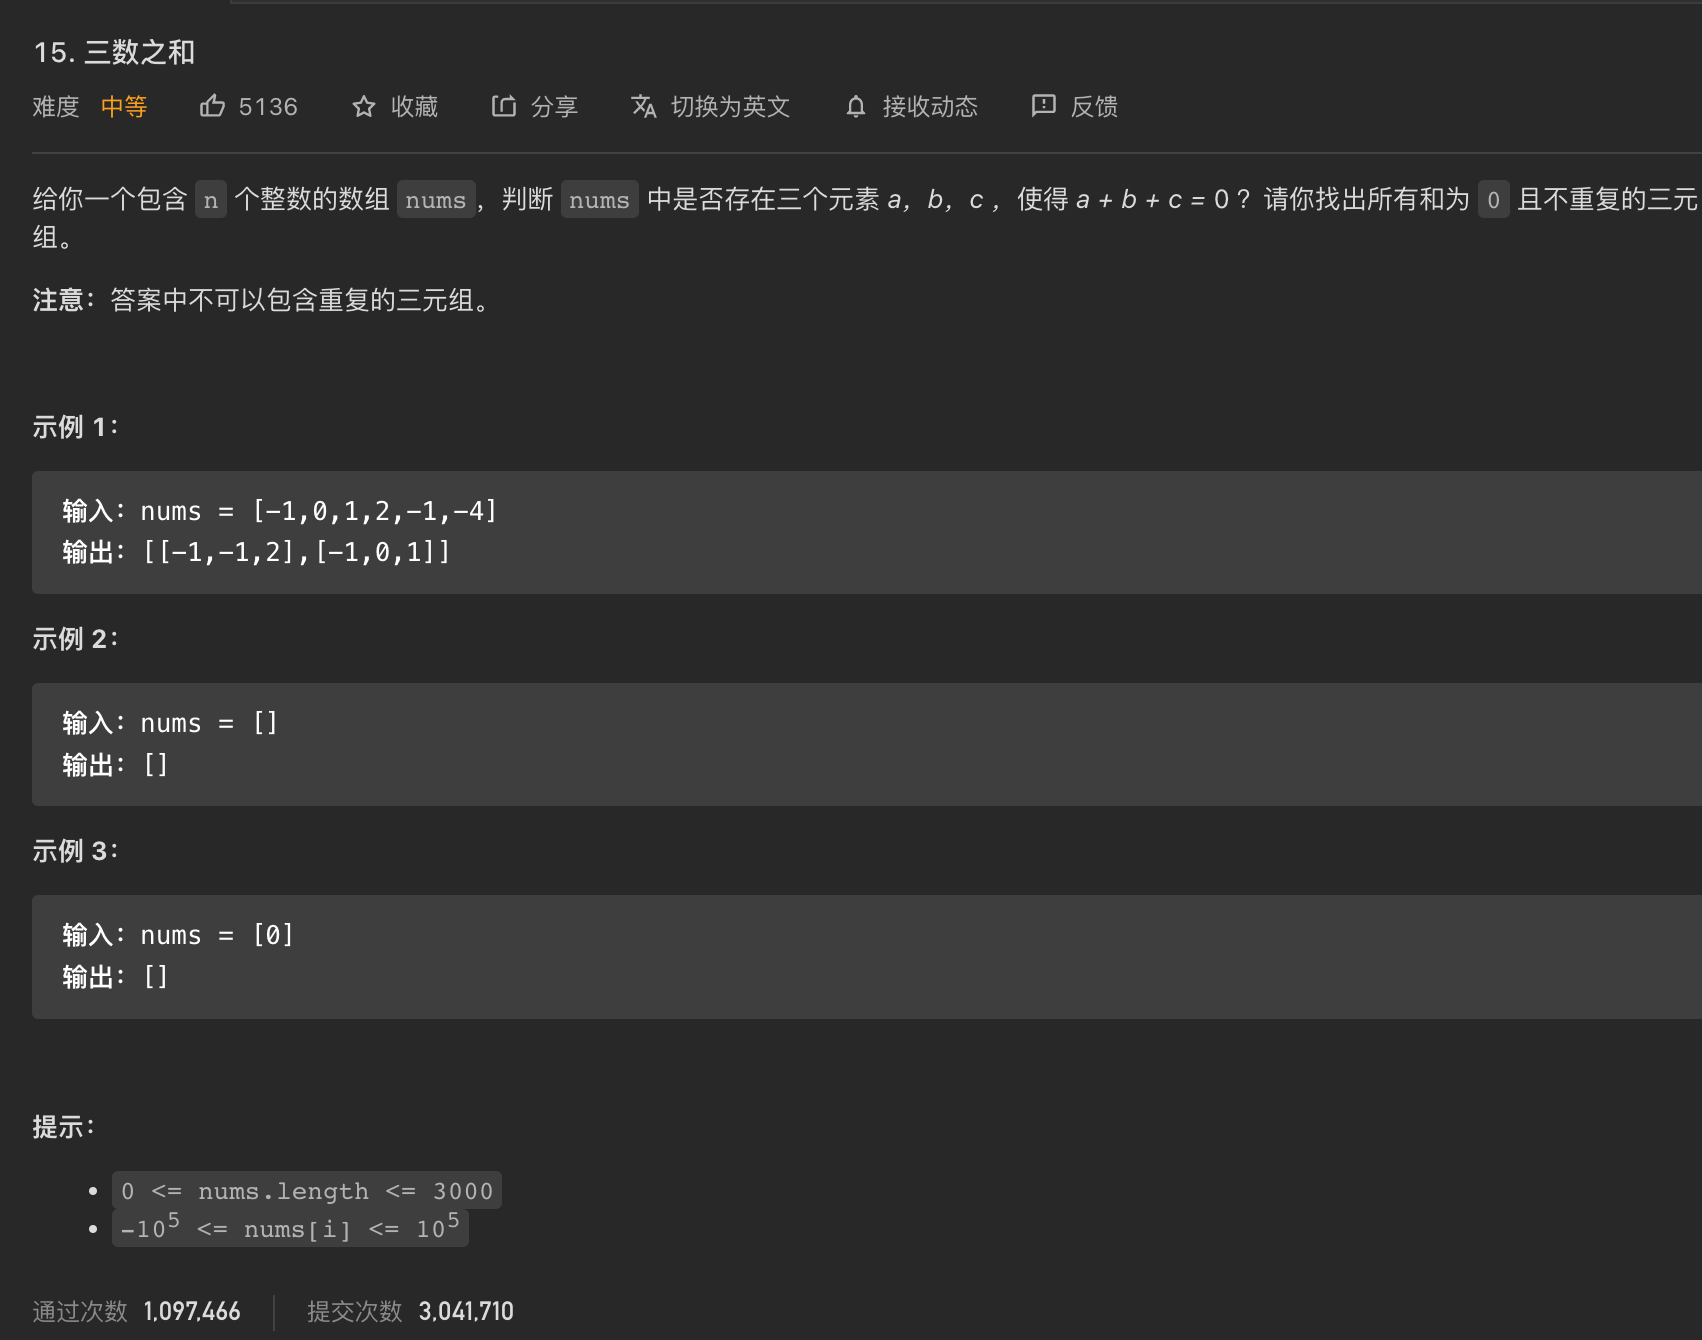 15. 三数之和
难度 中等 5136 收藏 分享 切换为英文 接收动态 反馈
给你一个包含 n 个整数的数组 nums，判断 nums 中是否存在三个元素 a，b，c ，使得 a + b + c = 0 ？请你找出所有和为 0 且不重复的三元
组。
注意：答案中不可以包含重复的三元组。
示例 1：
输入：nums = [-1,0,1,2,-1,-4]
输出：[[-1,-1,2],[-1,0,1]]
示例 2：
输入：nums = []
输出：[]
示例 3：
输入：nums = [0]
输出：[]
提示：
• 0 <= nums.length <= 3000
• -10⁵ <= nums[i] <= 10⁵
通过次数 1,097,466 提交次数 3,041,710